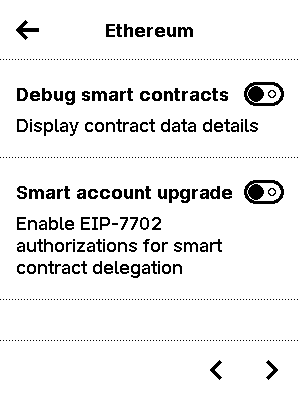 Ethereum
Debug smart contracts
Display contract data details
Smart account upgrade
Enable EIP-7702
authorizations for smart
contract delegation